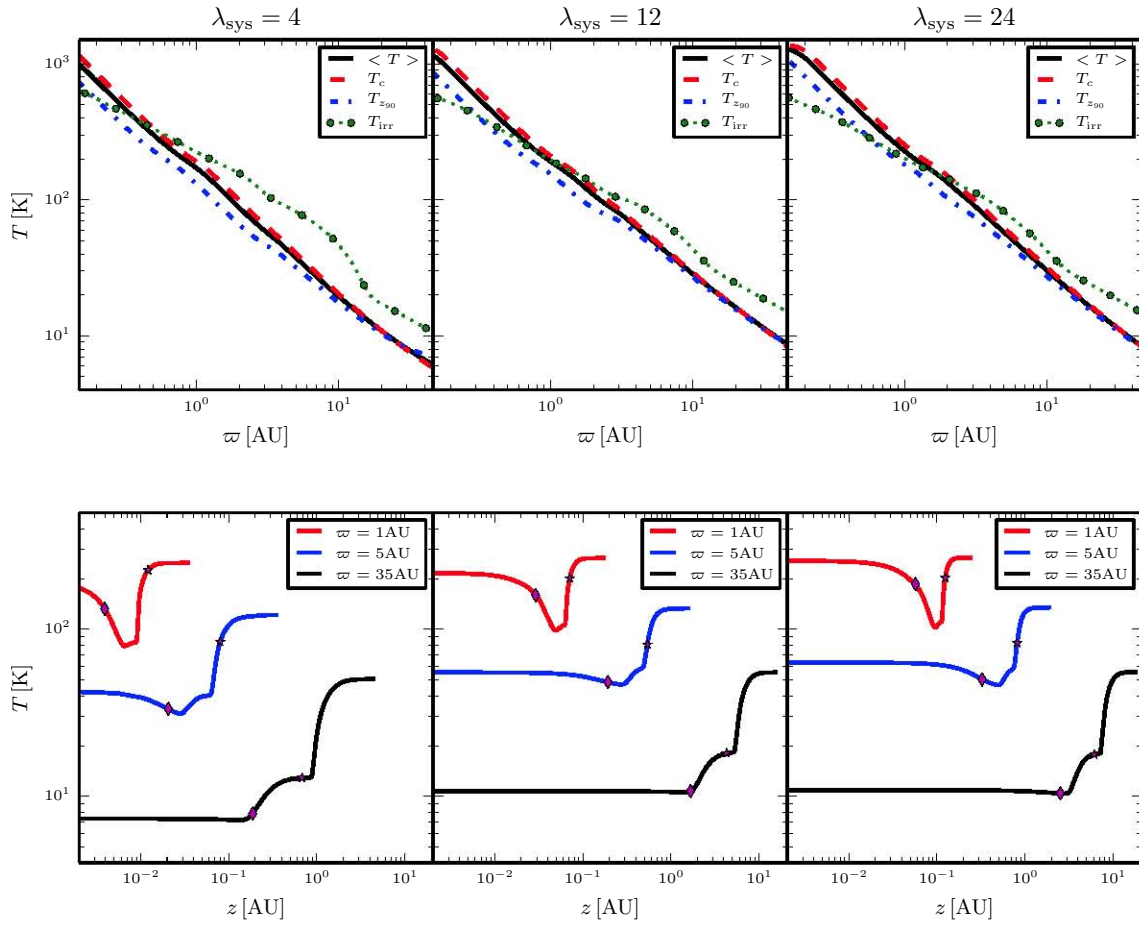 λsys = 4
λsys = 12
λsys = 24
T [K]
10³
10²
10¹
< T >
Tc
Tz90
Tirr
< T >
Tc
Tz90
Tirr
< T >
Tc
Tz90
Tirr
10⁰ 10¹
10⁰ 10¹
10⁰ 10¹
ϖ [AU]
ϖ [AU]
ϖ [AU]
T [K]
10²
10¹
ϖ = 1AU
ϖ = 5AU
ϖ = 35AU
ϖ = 1AU
ϖ = 5AU
ϖ = 35AU
ϖ = 1AU
ϖ = 5AU
ϖ = 35AU
10⁻² 10⁻¹ 10⁰ 10¹
10⁻² 10⁻¹ 10⁰ 10¹
10⁻² 10⁻¹ 10⁰ 10¹
z [AU]
z [AU]
z [AU]